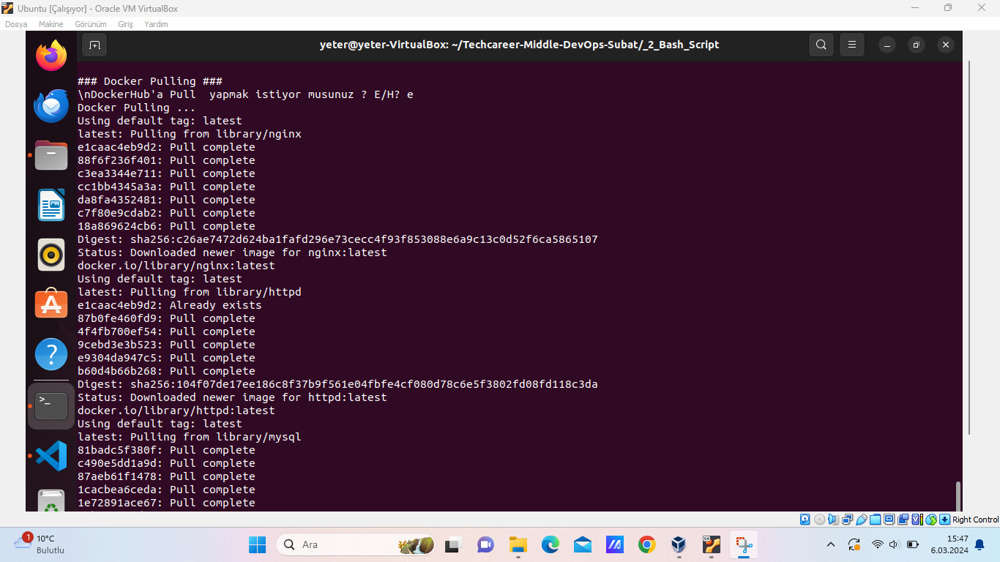 Ubuntu [Çalışıyor] - Oracle VM VirtualBox
Dosya Makine Görünüm Giriş Yardım
yeter@yeter-VirtualBox: ~/Techcareer-Middle-DevOps-Subat/_2_Bash_Script
### Docker Pulling ###
\nDockerHub'a Pull  yapmak istiyor musunuz ? E/H? e
Docker Pulling ...
Using default tag: latest
latest: Pulling from library/nginx
e1caac4eb9d2: Pull complete
88f6f236f401: Pull complete
c3ea3344e711: Pull complete
cc1bb4345a3a: Pull complete
da8fa4352481: Pull complete
c7f80e9cdab2: Pull complete
18a869624cb6: Pull complete
Digest: sha256:c26ae7472d624ba1fafd296e73cecc4f93f853088e6a9c13c0d52f6ca5865107
Status: Downloaded newer image for nginx:latest
docker.io/library/nginx:latest
Using default tag: latest
latest: Pulling from library/httpd
e1caac4eb9d2: Already exists
87b0fe460fd9: Pull complete
4f4fb700ef54: Pull complete
9cebd3e3b523: Pull complete
e9304da947c5: Pull complete
b60d4b66b268: Pull complete
Digest: sha256:104f07de17ee186c8f37b9f561e04fbfe4cf080d78c6e5f3802fd08fd118c3da
Status: Downloaded newer image for httpd:latest
docker.io/library/httpd:latest
Using default tag: latest
latest: Pulling from library/mysql
81badc5f380f: Pull complete
c490e5dd1a9d: Pull complete
87aeb61f1478: Pull complete
1cacbea6ceda: Pull complete
1e72891ace67: Pull complete
Right Control
1
10°C
Bulutlu
Ara
15:47
6.03.2024